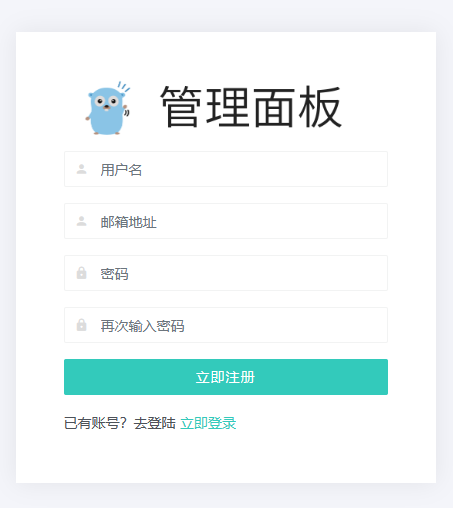 管理面板
用户名
邮箱地址
密码
再次输入密码
立即注册
已有账号？去登陆 立即登录